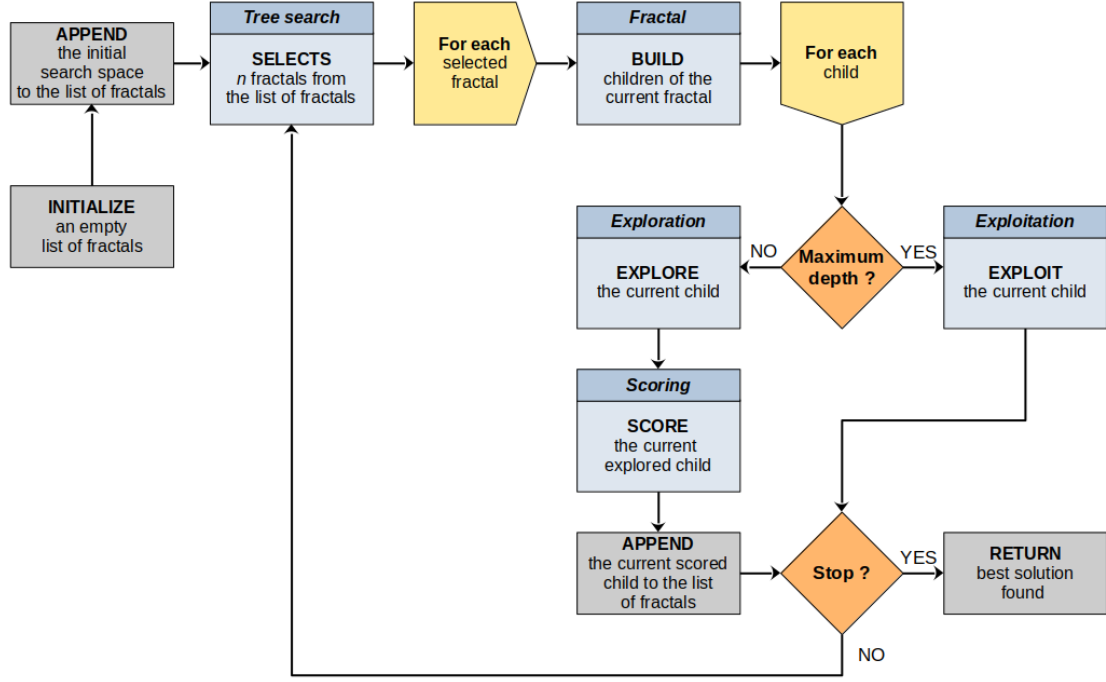 APPEND
the initial
search space
to the list of fractals
INITIALIZE
an empty
list of fractals
Tree search
SELECTS
n fractals from
the list of fractals
For each
selected
fractal
Fractal
BUILD
children of the
current fractal
For each
child
Maximum
depth ?
NO
YES
Exploration
EXPLORE
the current child
Exploitation
EXPLOIT
the current child
Scoring
SCORE
the current
explored child
APPEND
the current scored
child to the list
of fractals
Stop ?
YES
NO
RETURN
best solution
found